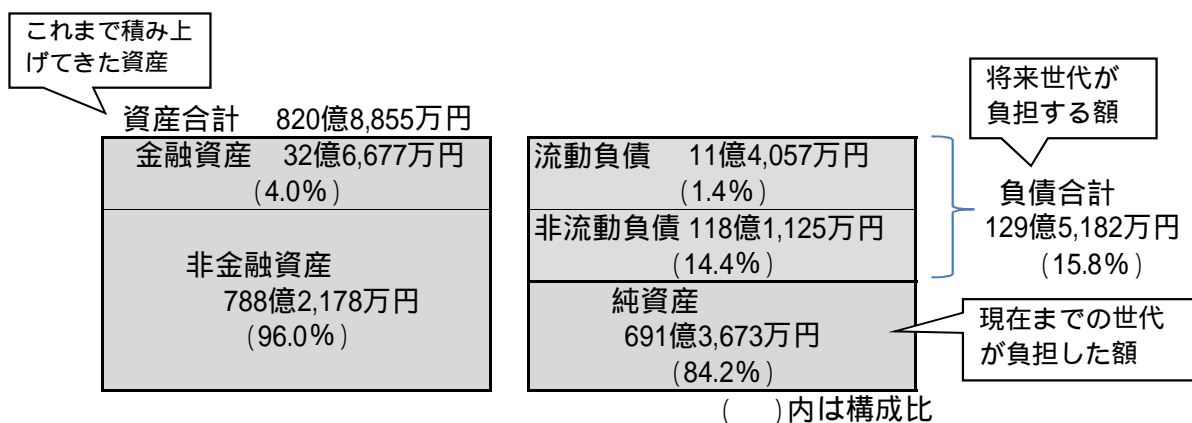 これまで積み上
げてきた資産
資産合計 820億8,855万円
金融資産 32億6,677万円
(4.0%)
非金融資産
788億2,178万円
(96.0%)
流動負債 11億4,057万円
(1.4%)
非流動負債 118億1,125万円
(14.4%)
純資産
691億3,673万円
(84.2%)
将来世代が
負担する額
負債合計
129億5,182万円
(15.8%)
現在までの世代
が負担した額
( )内は構成比